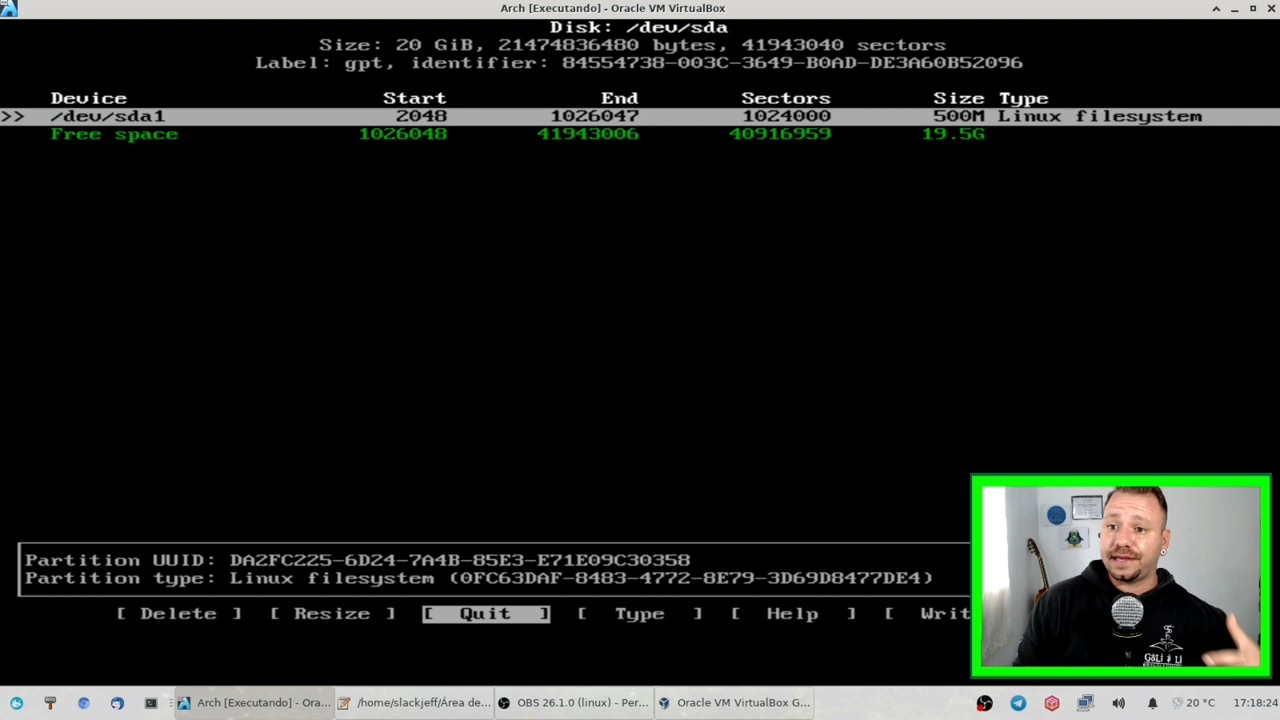 Arch [Executando] - Oracle VM VirtualBox
Disk: /dev/sda
Size: 20 GiB, 21474836480 bytes, 41943040 sectors
Label: gpt, identifier: 84554738-003C-3649-B0AD-DE3A60B52096
Device Start End Sectors Size Type
>> /dev/sda1 2048 1026047 1024000 500M Linux filesystem
Free space 1026048 41943006 40916959 19.5G
Partition UUID: DA2FC225-6D24-7A4B-85E3-E71E09C30358
Partition type: Linux filesystem (0FC63DAF-8483-4772-8E79-3D69D8477DE4)
[ Delete ] [ Resize ] [ Quit ] [ Type ] [ Help ] [ Writ
Arch [Executando] - Ora... /home/slackjeff/Área de... OBS 26.1.0 (linux) - Per... Oracle VM VirtualBox G... 20 °C 17:18:24